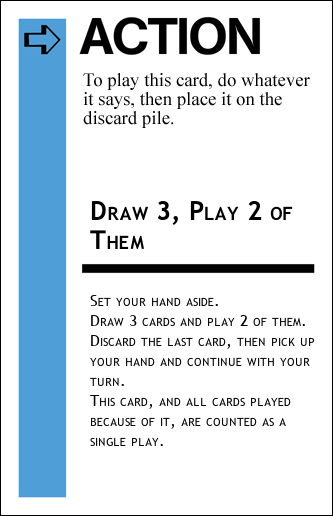 ACTION
To play this card, do whatever
it says, then place it on the
discard pile.
Draw 3, Play 2 of
Them
Set your hand aside.
Draw 3 cards and play 2 of them.
Discard the last card, then pick up
your hand and continue with your
turn.
This card, and all cards played
because of it, are counted as a
single play.